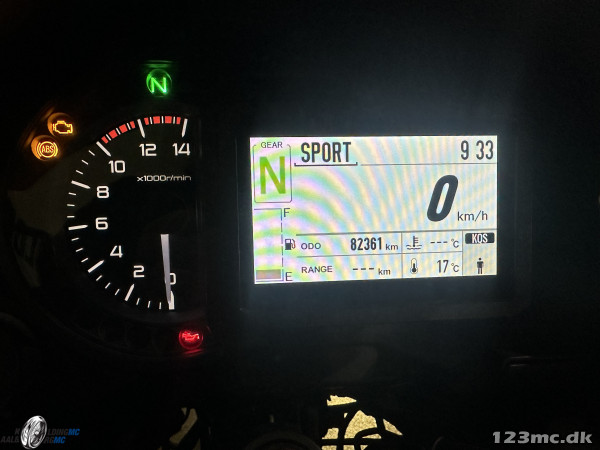 N
ABS
GEAR
SPORT
9 33
N
0 km/h
F
E
ODO 82361 km
--- °C
KQS
RANGE --- km
17 °C
0 2 4 6 8 10 12 14
x1000r/min
123mc.dk